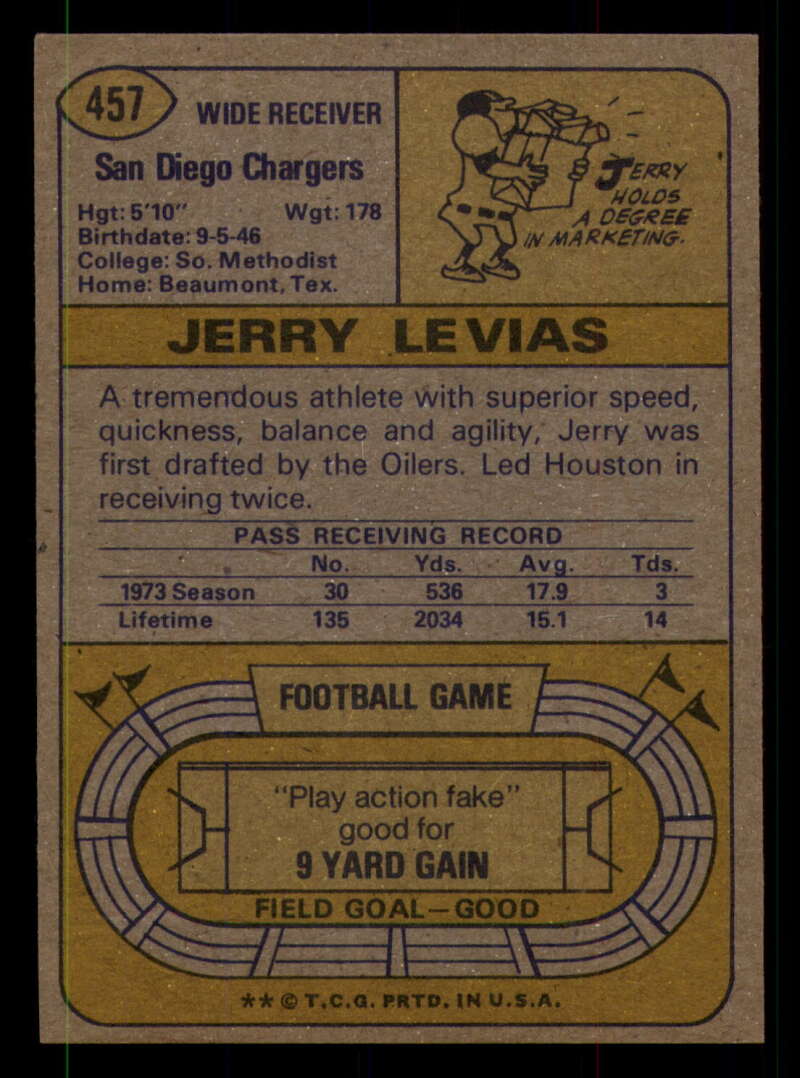 457
WIDE RECEIVER
San Diego Chargers
Hgt: 5'10" Wgt: 178
Birthdate: 9-5-46
College: So. Methodist
Home: Beaumont, Tex.
JERRY
HOLDS
A DEGREE
IN MARKETING.
JERRY LEVIAS
A tremendous athlete with superior speed,
quickness, balance and agility, Jerry was
first drafted by the Oilers. Led Houston in
receiving twice.
PASS RECEIVING RECORD
No. Yds. Avg. Tds.
1973 Season 30 536 17.9 3
Lifetime 135 2034 15.1 14
FOOTBALL GAME
"Play action fake"
good for
9 YARD GAIN
FIELD GOAL—GOOD
** © T.C.G. PRTD. IN U.S.A.